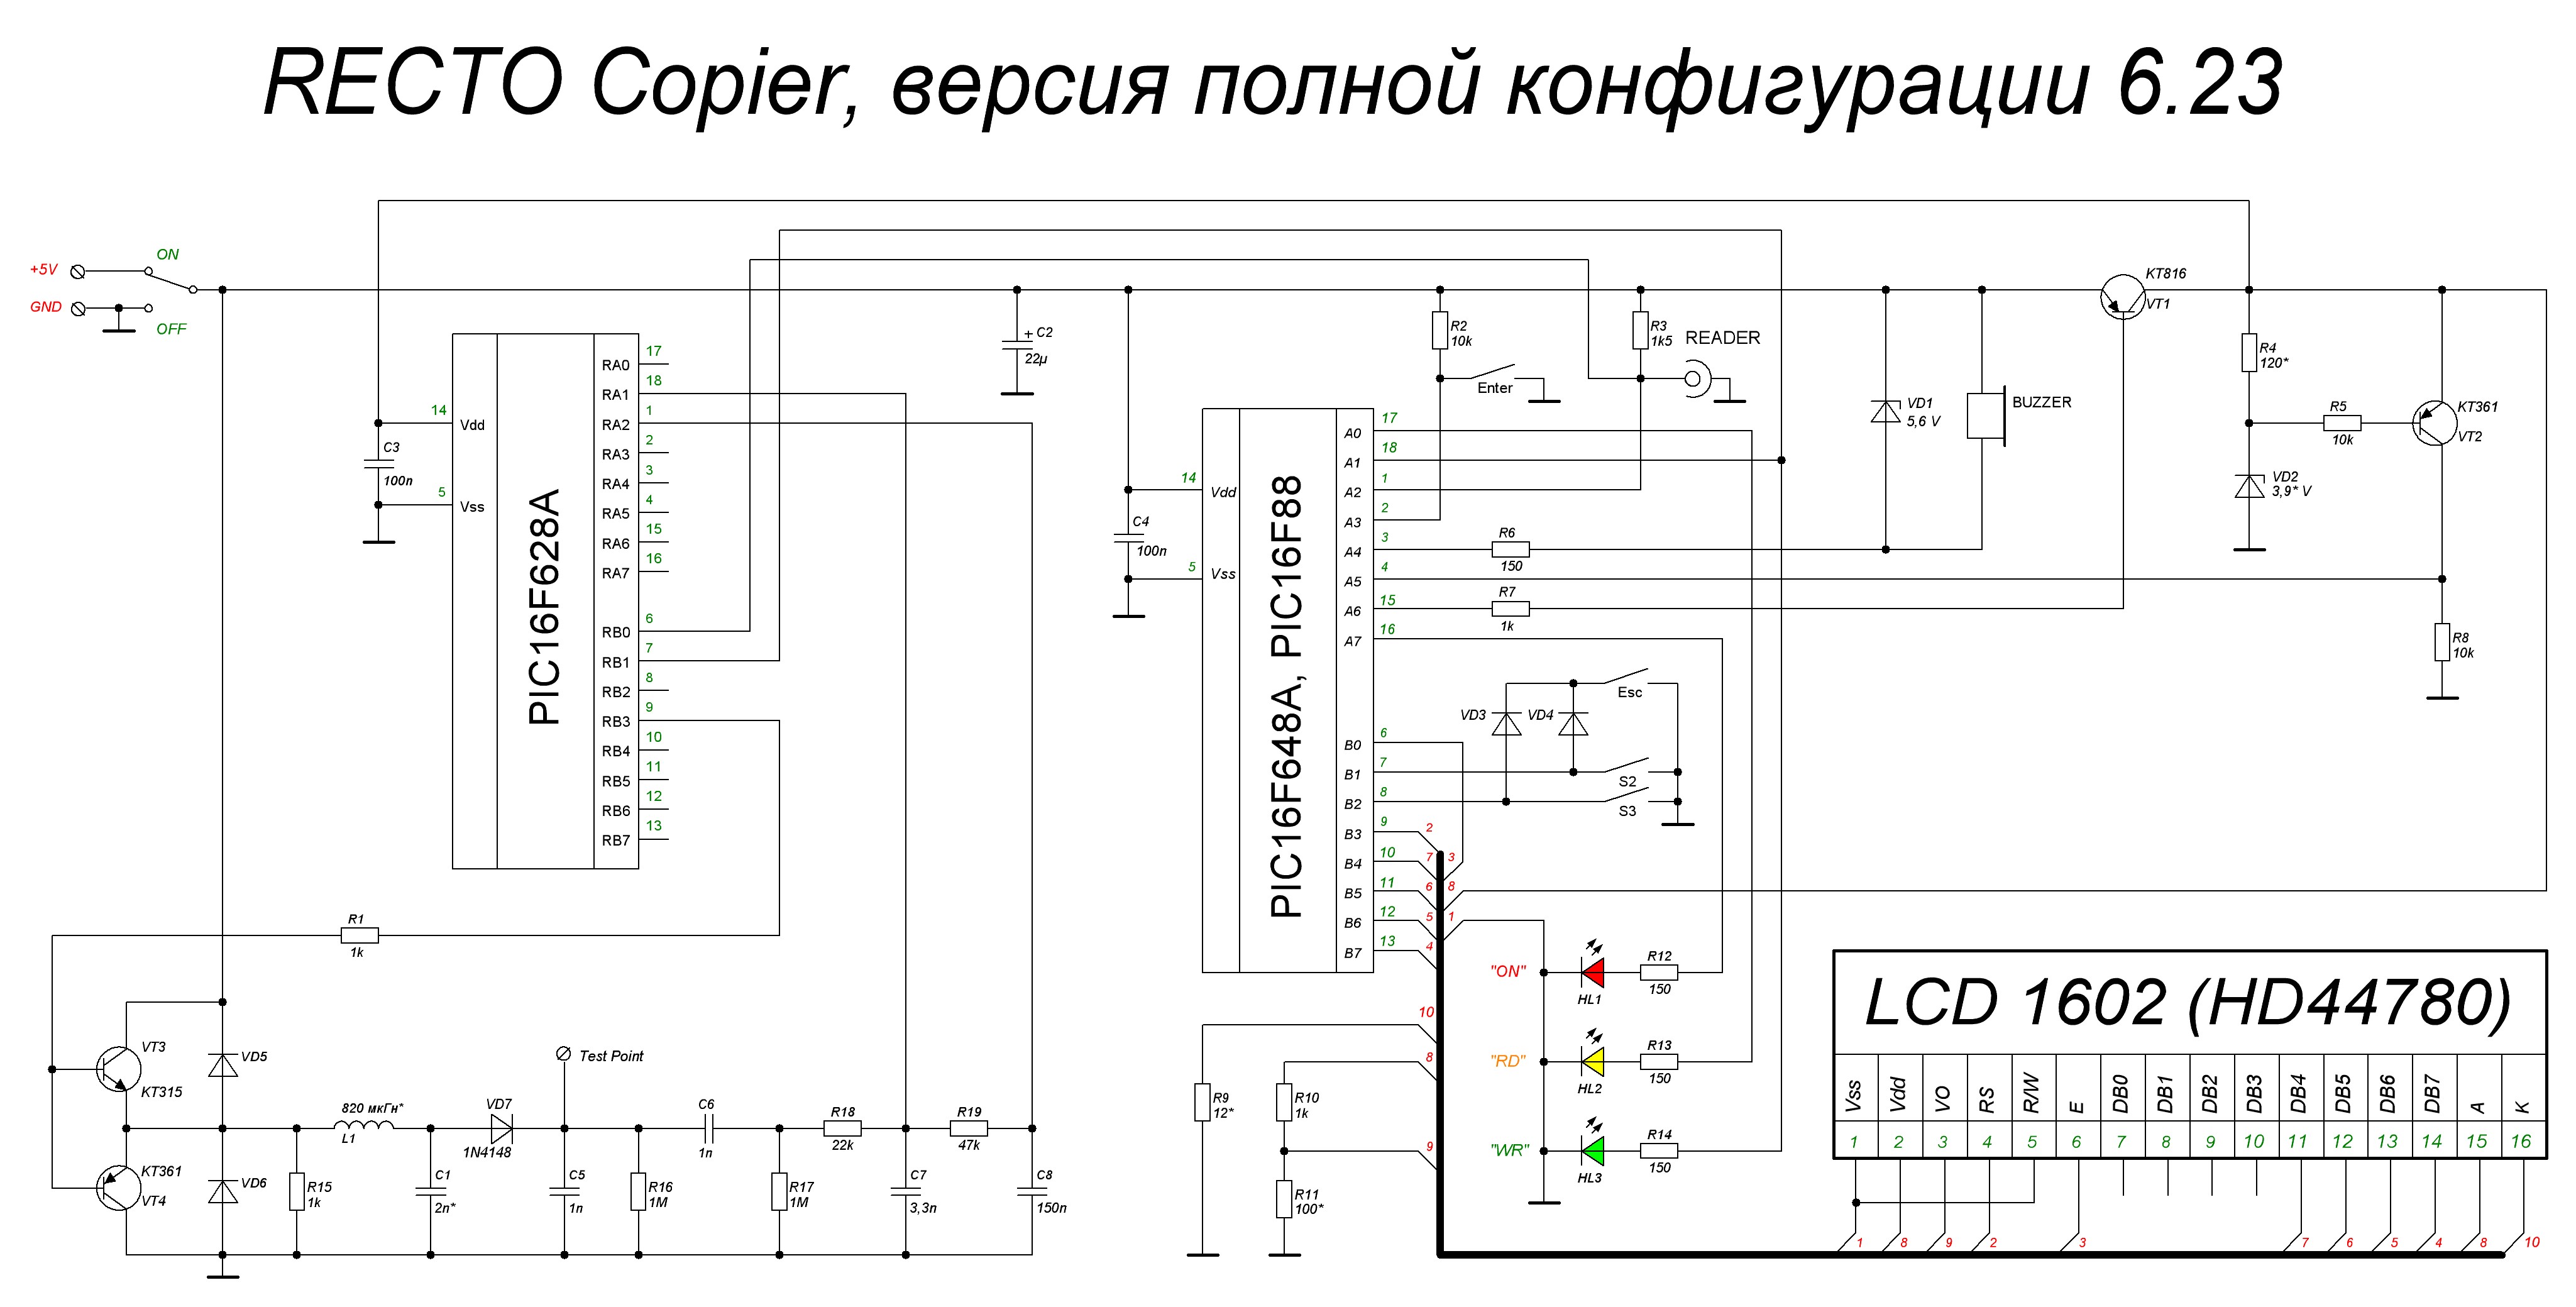 RECTO Copier, версия полной конфигурации 6.23
+5V
ON
GND
OFF
14
Vdd
C3
100n
5
Vss
PIC16F628A
17
RA0
18
RA1
1
RA2
2
RA3
3
RA4
4
RA5
15
RA6
16
RA7
6
RB0
7
RB1
8
RB2
9
RB3
10
RB4
11
RB5
12
RB6
13
RB7
+ C2
22µ
14
Vdd
C4
100n
5
Vss
PIC16F648A, PIC16F88
17
A0
18
A1
1
A2
2
A3
3
A4
4
A5
15
A6
16
A7
6
B0
7
B1
8
B2
9
B3
10
B4
11
B5
12
B6
13
B7
R2
10k
Enter
R3
1k5
READER
R6
150
R7
1k
VD1
5,6 V
BUZZER
KT816
VT1
R4
120*
R5
10k
KT361
VT2
VD2
3,9* V
R8
10k
VD3
VD4
Esc
S2
S3
2
7
3
6
8
5
1
4
10
8
9
R1
1k
VT3
KT315
VD5
KT361
VT4
VD6
R15
1k
820 мкГн*
L1
C1
2n*
VD7
1N4148
Test Point
C5
1n
R16
1M
C6
1n
R17
1M
R18
22k
C7
3,3n
R19
47k
C8
150n
R9
12*
R10
1k
R11
100*
"ON"
HL1
R12
150
"RD"
HL2
R13
150
"WR"
HL3
R14
150
LCD 1602 (HD44780)
Vss
Vdd
VO
RS
R/W
E
DB0
DB1
DB2
DB3
DB4
DB5
DB6
DB7
A
K
1 2 3 4 5 6 7 8 9 10 11 12 13 14 15 16
1 8 9 2 3 7 6 5 4 8 10